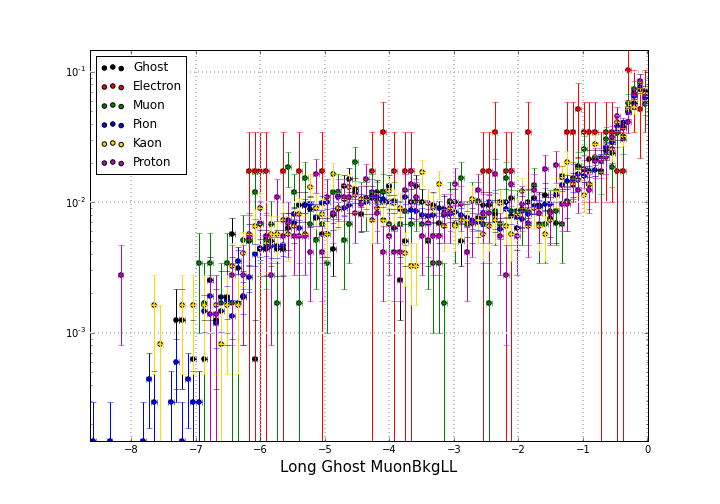 10⁻¹
10⁻²
10⁻³
Ghost
Electron
Muon
Pion
Kaon
Proton
−8 −7 −6 −5 −4 −3 −2 −1 0
Long Ghost MuonBkgLL